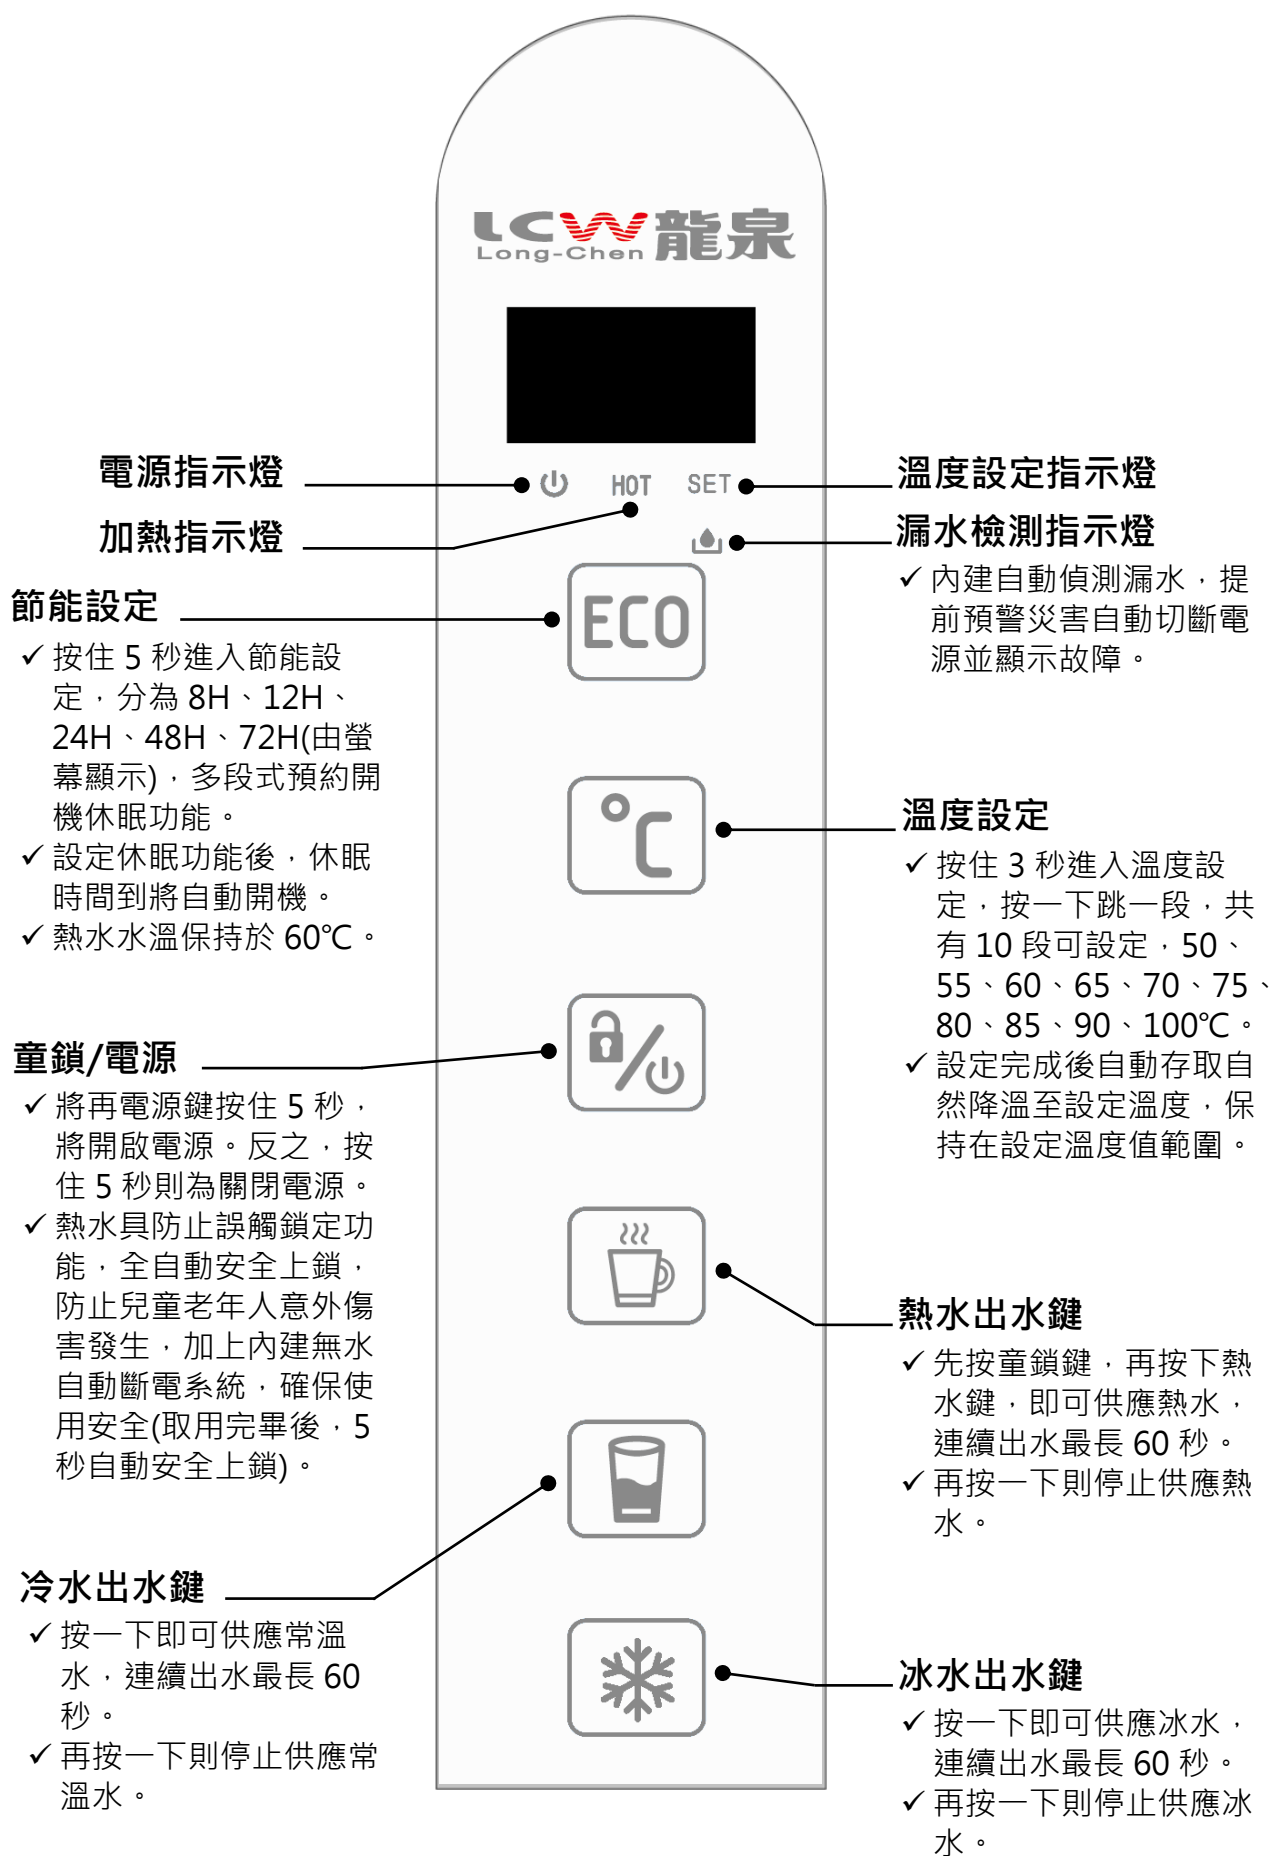 LCW龍泉
Long-Chen
電源指示燈
HOT
SET
溫度設定指示燈
加熱指示燈
漏水檢測指示燈
✓ 內建自動偵測漏水，提
前預警災害自動切斷電
源並顯示故障。
節能設定
ECO
✓ 按住 5 秒進入節能設
定，分為 8H、12H、
24H、48H、72H(由螢
幕顯示)，多段式預約開
機休眠功能。
✓ 設定休眠功能後，休眠
時間到將自動開機。
✓ 熱水水溫保持於 60℃。
°C
溫度設定
✓ 按住 3 秒進入溫度設
定，按一下跳一段，共
有 10 段可設定，50、
55、60、65、70、75、
80、85、90、100℃。
✓ 設定完成後自動存取自
然降溫至設定溫度，保
持在設定溫度值範圍。
童鎖/電源
✓ 將再電源鍵按住 5 秒，
將開啟電源。反之，按
住 5 秒則為關閉電源。
✓ 熱水具防止誤觸鎖定功
能，全自動安全上鎖，
防止兒童老年人意外傷
害發生，加上內建無水
自動斷電系統，確保使
用安全(取用完畢後，5
秒自動安全上鎖)。
熱水出水鍵
✓ 先按童鎖鍵，再按下熱
水鍵，即可供應熱水，
連續出水最長 60 秒。
✓ 再按一下則停止供應熱
水。
冷水出水鍵
✓ 按一下即可供應常溫
水，連續出水最長 60
秒。
✓ 再按一下則停止供應常
溫水。
冰水出水鍵
✓ 按一下即可供應冰水，
連續出水最長 60 秒。
✓ 再按一下則停止供應冰
水。